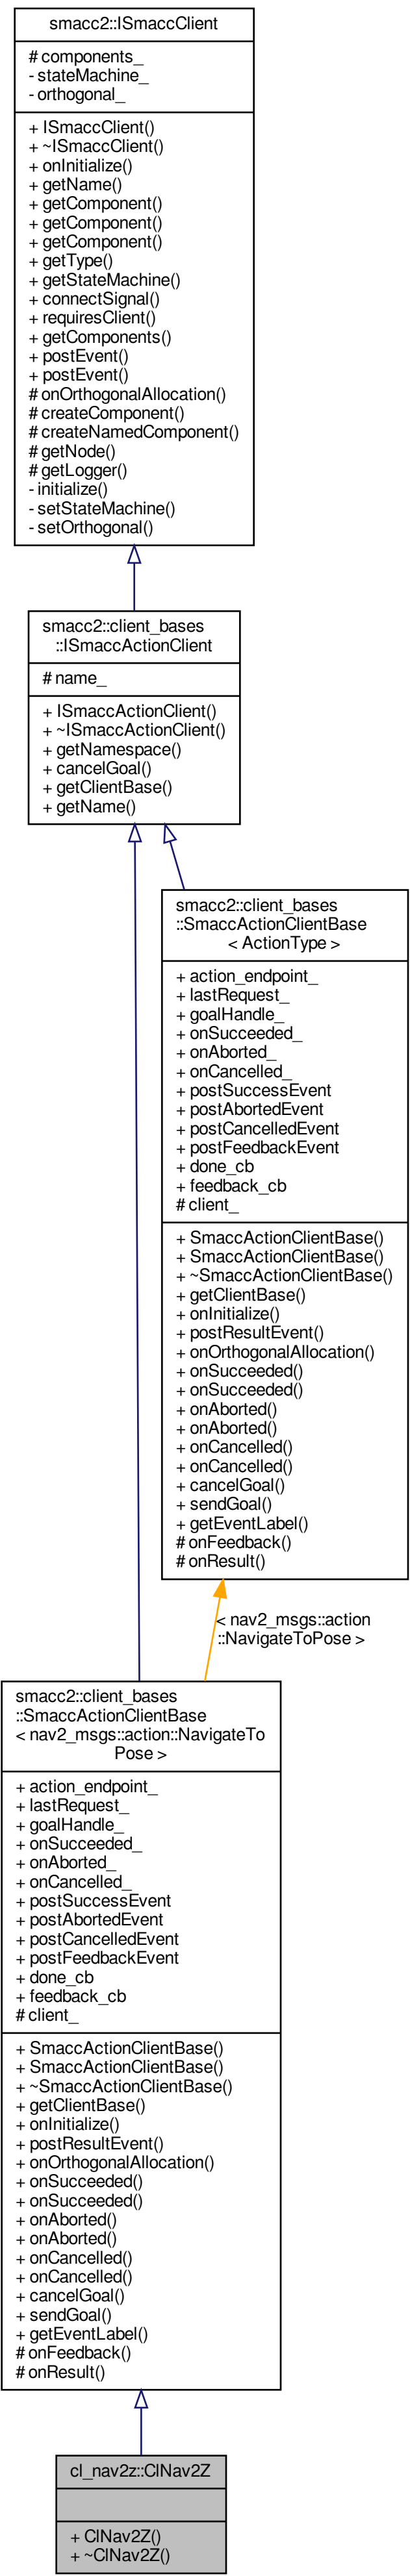 smacc2::ISmaccClient
# components_
- stateMachine_
- orthogonal_
+ ISmaccClient()
+ ~ISmaccClient()
+ onInitialize()
+ getName()
+ getComponent()
+ getComponent()
+ getComponent()
+ getType()
+ getStateMachine()
+ connectSignal()
+ requiresClient()
+ getComponents()
+ postEvent()
+ postEvent()
# onOrthogonalAllocation()
# createComponent()
# createNamedComponent()
# getNode()
# getLogger()
- initialize()
- setStateMachine()
- setOrthogonal()
smacc2::client_bases
::ISmaccActionClient
# name_
+ ISmaccActionClient()
+ ~ISmaccActionClient()
+ getNamespace()
+ cancelGoal()
+ getClientBase()
+ getName()
smacc2::client_bases
::SmaccActionClientBase
< ActionType >
+ action_endpoint_
+ lastRequest_
+ goalHandle_
+ onSucceeded_
+ onAborted_
+ onCancelled_
+ postSuccessEvent
+ postAbortedEvent
+ postCancelledEvent
+ postFeedbackEvent
+ done_cb
+ feedback_cb
# client_
+ SmaccActionClientBase()
+ SmaccActionClientBase()
+ ~SmaccActionClientBase()
+ getClientBase()
+ onInitialize()
+ postResultEvent()
+ onOrthogonalAllocation()
+ onSucceeded()
+ onSucceeded()
+ onAborted()
+ onAborted()
+ onCancelled()
+ onCancelled()
+ cancelGoal()
+ sendGoal()
+ getEventLabel()
# onFeedback()
# onResult()
< nav2_msgs::action
::NavigateToPose >
smacc2::client_bases
::SmaccActionClientBase
< nav2_msgs::action::NavigateTo
Pose >
+ action_endpoint_
+ lastRequest_
+ goalHandle_
+ onSucceeded_
+ onAborted_
+ onCancelled_
+ postSuccessEvent
+ postAbortedEvent
+ postCancelledEvent
+ postFeedbackEvent
+ done_cb
+ feedback_cb
# client_
+ SmaccActionClientBase()
+ SmaccActionClientBase()
+ ~SmaccActionClientBase()
+ getClientBase()
+ onInitialize()
+ postResultEvent()
+ onOrthogonalAllocation()
+ onSucceeded()
+ onSucceeded()
+ onAborted()
+ onAborted()
+ onCancelled()
+ onCancelled()
+ cancelGoal()
+ sendGoal()
+ getEventLabel()
# onFeedback()
# onResult()
cl_nav2z::ClNav2Z
+ ClNav2Z()
+ ~ClNav2Z()